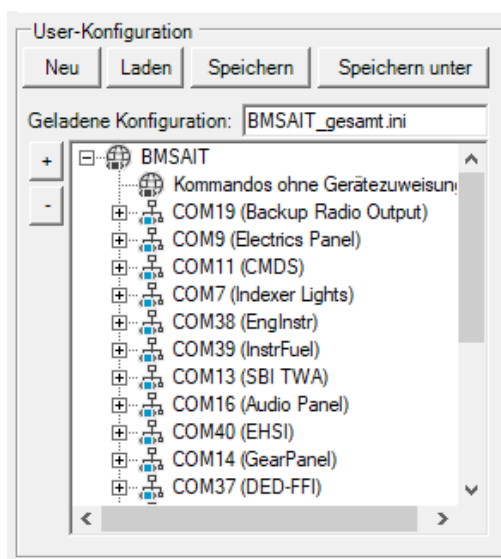 User-Konfiguration
Neu Laden Speichern Speichern unter
Geladene Konfiguration: BMSAIT_gesamt.ini
+ BMSAIT
Kommandos ohne
- COM19 (Backup Radio Output)
COM9 (Electrics Panel)
COM11 (CMDS)
COM7 (Indexer Lights)
COM38 (EngInstr)
COM39 (InstrFuel)
COM13 (SBI TWA)
COM16 (Audio Panel)
COM40 (EHSI)
COM14 (GearPanel)
COM37 (DED-FFI)